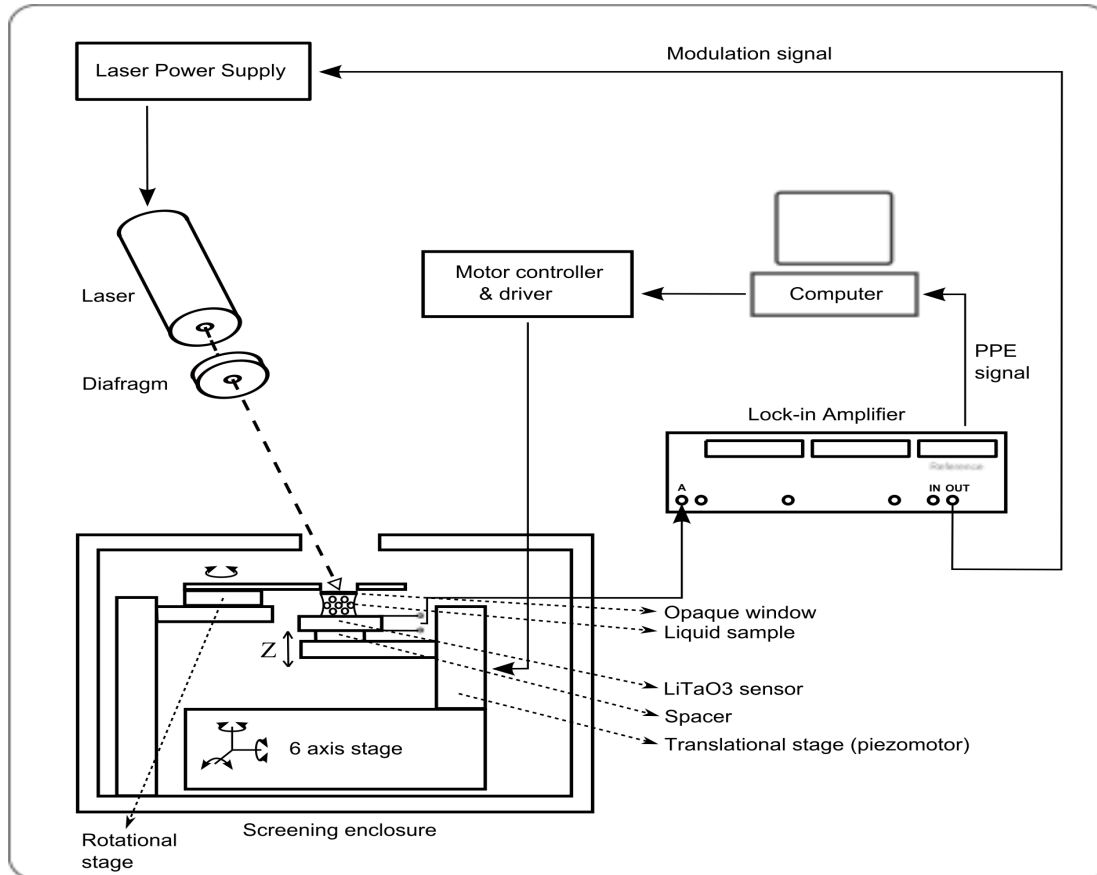 Modulation signal
Laser Power Supply
Laser
Motor controller
& driver
Computer
Diafragm
PPE
signal
Lock-in Amplifier
Reference
A
IN OUT
Opaque window
Liquid sample
Z
LiTaO3 sensor
Spacer
Translational stage (piezomotor)
6 axis stage
Screening enclosure
Rotational
stage